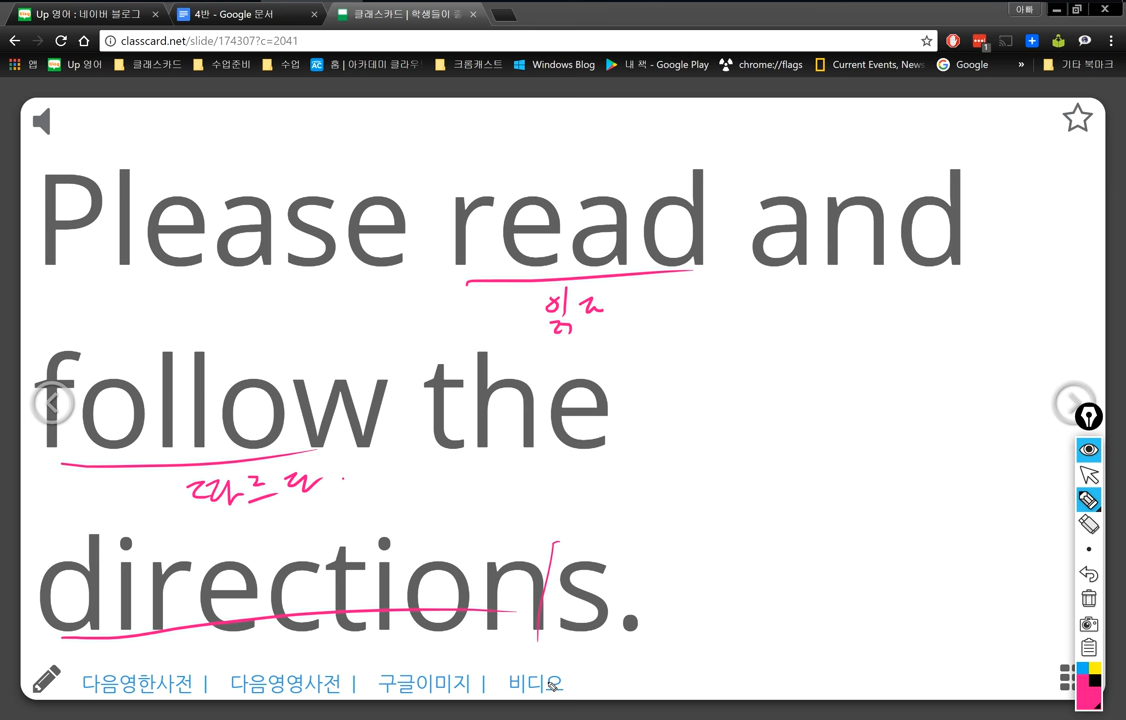 Up 영어 : 네이버 블로그
4반 - Google 문서
클래스카드 | 학생들이 좋
아빠
classcard.net/slide/174307?c=2041
1
앱
Up 영어
클래스카드
수업준비
수업
AC
홈 | 아카데미 클라우
크롬캐스트
Windows Blog
내 책 - Google Play
chrome://flags
Current Events, News
Google
»
기타 북마크
Please read and
읽고
follow the
따르라.
directions.
다음영한사전 | 다음영영사전 | 구글이미지 | 비디오